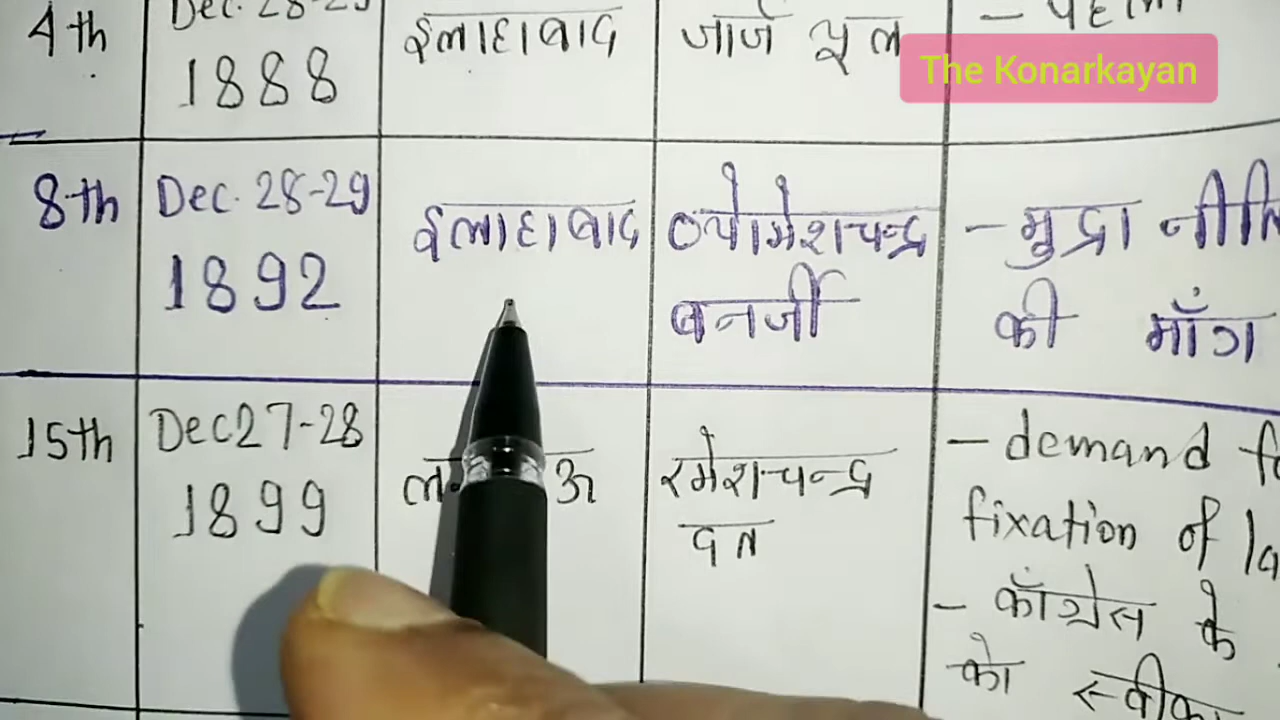 4th
1888
इलाहाबाद
जार्ज यूल
- पहला
The Konarkayan
8th
Dec. 28-29
1892
इलाहाबाद
व्योमेशचन्द्र
बनर्जी
- मुद्रा
की माँग
15th
Dec 27-28
1899
रमेशचन्द्र
दत्त
- demand
fixation of
- काँग्रेस के
को